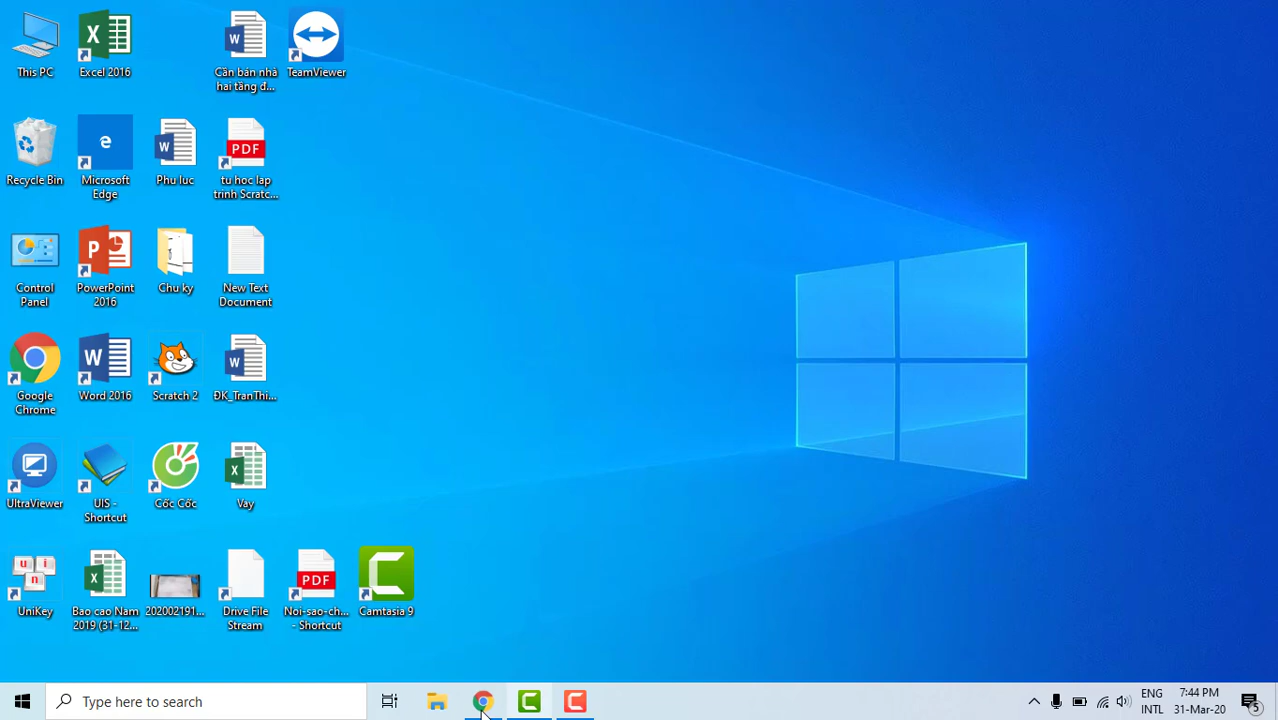 This PC
Excel 2016
Căn bản nhà
hai tầng đ...
TeamViewer
Recycle Bin
e
Microsoft
Edge
W
Phu luc
PDF
tu hoc lap
trinh Scratc...
Control
Panel
P
PowerPoint
2016
Chu ky
New Text
Document
Google
Chrome
W
Word 2016
Scratch 2
W
ĐK_TranThi...
UltraViewer
UIS -
Shortcut
Cốc Cốc
X
Vay
u i
n
UniKey
X
Bao cao Nam
2019 (31-12...
202002191...
Drive File
Stream
PDF
Noi-sao-ch...
- Shortcut
C
Camtasia 9
Type here to search
C
C
ENG
INTL
7:44 PM
31-Mar-20
5